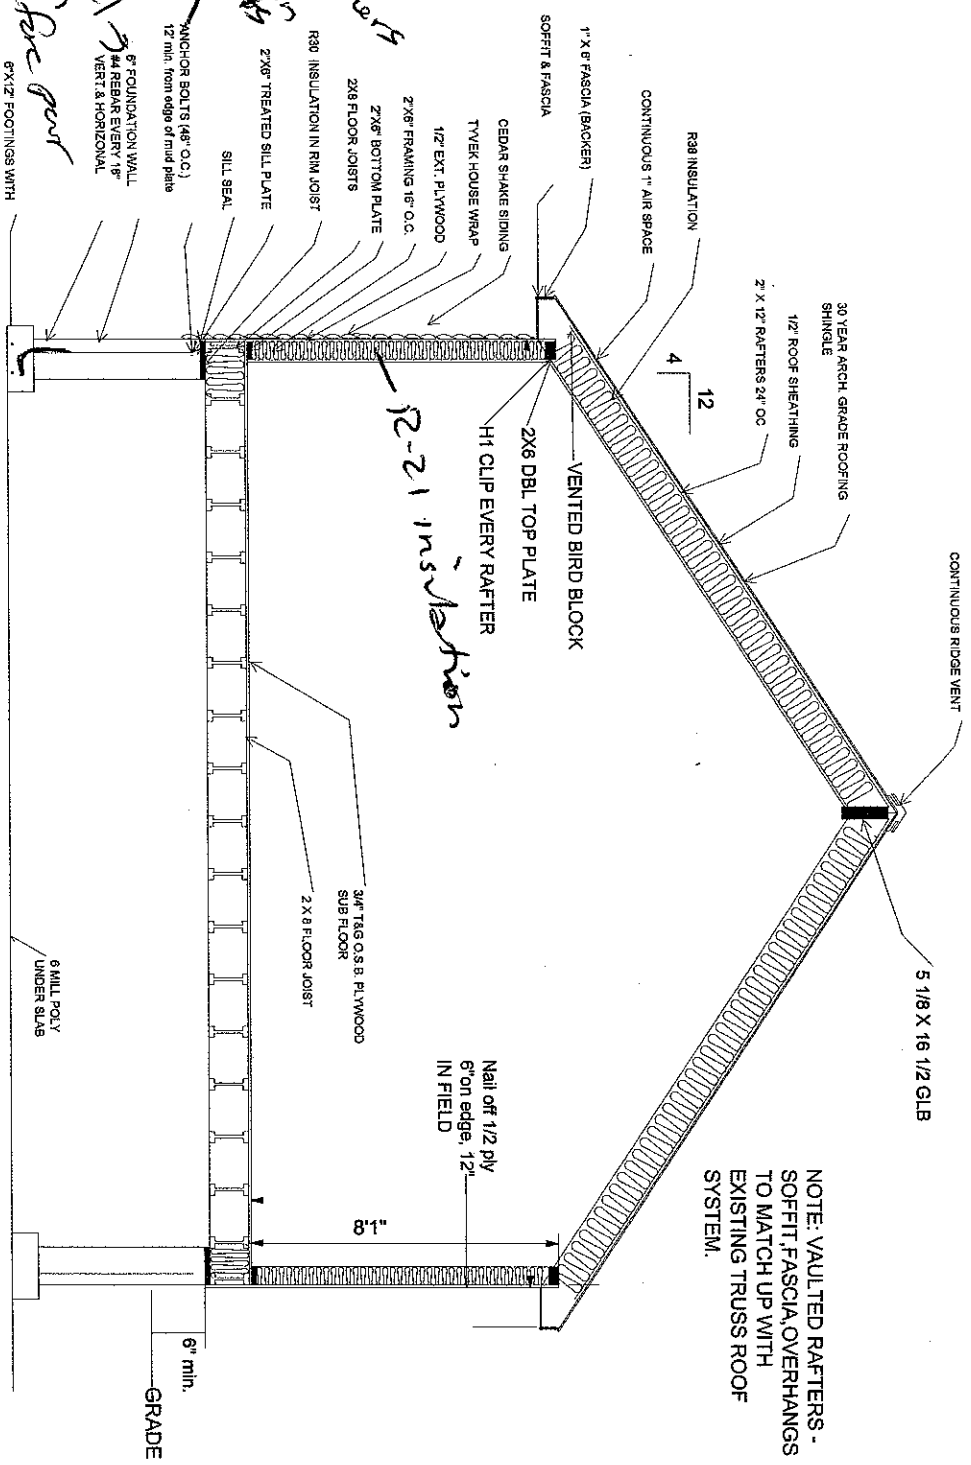 CONTINUOUS RIDGE VENT
5 1/8 X 16 1/2 GLB
30 YEAR ARCH. GRADE ROOFING
SHINGLE
1/2" ROOF SHEATHING
2" X 12" RAFTERS 24" OC
12
4
R38 INSULATION
CONTINUOUS 1" AIR SPACE
1" X 8" FASCIA (BACKER)
SOFFIT & FASCIA
NOTE: VAULTED RAFTERS -
SOFFIT,FASCIA,OVERHANGS
TO MATCH UP WITH
EXISTING TRUSS ROOF
SYSTEM.
VENTED BIRD BLOCK
2X6 DBL TOP PLATE
H1 CLIP EVERY RAFTER
R-21 insulation
CEDAR SHAKE SIDING
TYVEK HOUSE WRAP
1/2" EXT. PLYWOOD
2"X6" FRAMING 16" O.C.
2"X6" BOTTOM PLATE
2X8 FLOOR JOISTS
R30 INSULATION IN RIM JOIST
2"X6" TREATED SILL PLATE
SILL SEAL
ANCHOR BOLTS (48" O.C.)
12' min. from edge of mud plate
6" FOUNDATION WALL
#4 REBAR EVERY 16"
VERT.& HORIZONAL
6"X12" FOOTINGS WITH
Nail off 1/2 ply
6"on edge, 12"
IN FIELD
8'1"
3/4" T&G O.S.B. PLYWOOD
SUB FLOOR
2 X 8 FLOOR JOIST
6 MILL POLY
UNDER SLAB
6" min.
GRADE